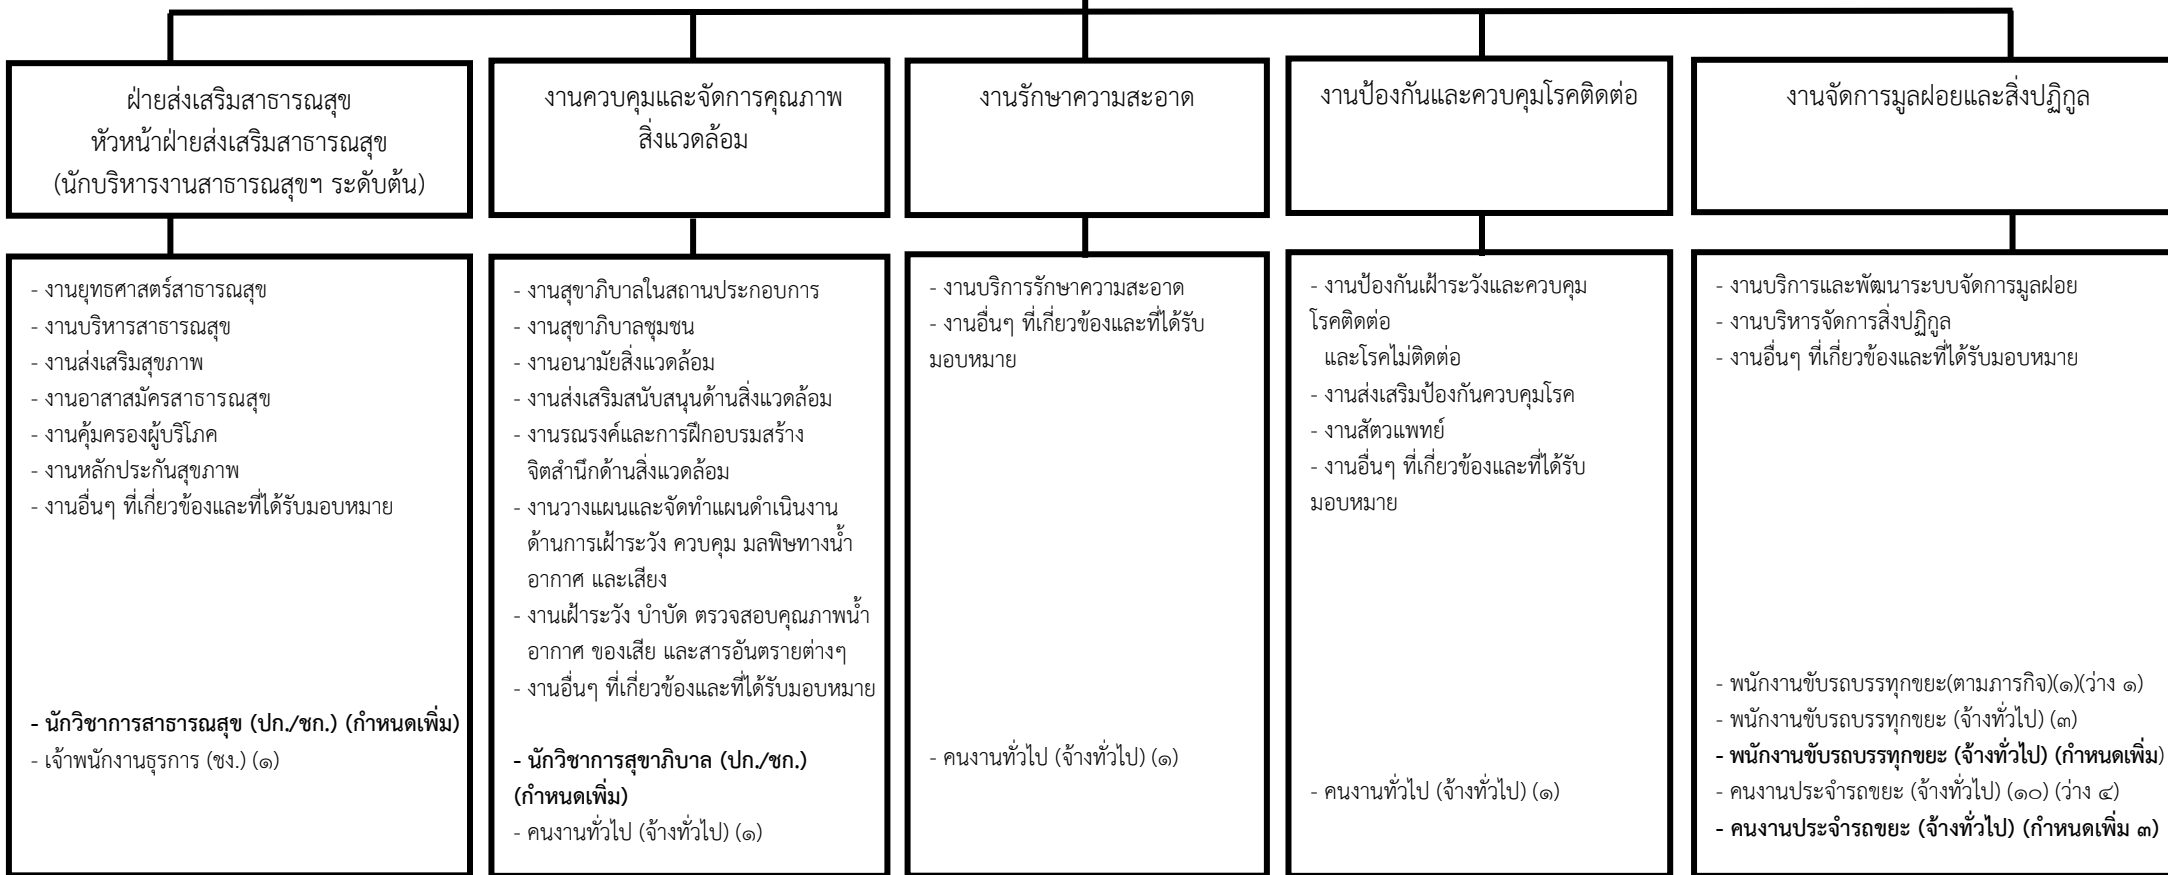 ฝ่ายส่งเสริมสาธารณสุข
หัวหน้าฝ่ายส่งเสริมสาธารณสุข
(นักบริหารงานสาธารณสุขฯ ระดับต้น)
งานควบคุมและจัดการคุณภาพ
สิ่งแวดล้อม
งานรักษาความสะอาด
งานป้องกันและควบคุมโรคติดต่อ
งานจัดการมูลฝอยและสิ่งปฏิกูล
- งานยุทธศาสตร์สาธารณสุข
- งานบริหารสาธารณสุข
- งานส่งเสริมสุขภาพ
- งานอาสาสมัครสาธารณสุข
- งานคุ้มครองผู้บริโภค
- งานหลักประกันสุขภาพ
- งานอื่นๆ ที่เกี่ยวข้องและที่ได้รับมอบหมาย
- นักวิชาการสาธารณสุข (ปก./ชก.) (กำหนดเพิ่ม)
- เจ้าพนักงานธุรการ (ชง.) (๑)
- งานสุขาภิบาลในสถานประกอบการ
- งานสุขาภิบาลชุมชน
- งานอนามัยสิ่งแวดล้อม
- งานส่งเสริมสนับสนุนด้านสิ่งแวดล้อม
- งานรณรงค์และการฝึกอบรมสร้าง
จิตสำนึกด้านสิ่งแวดล้อม
- งานวางแผนและจัดทำแผนดำเนินงาน
ด้านการเฝ้าระวัง ควบคุม มลพิษทางน้ำ
อากาศ และเสียง
- งานเฝ้าระวัง บำบัด ตรวจสอบคุณภาพน้ำ
อากาศ ของเสีย และสารอันตรายต่างๆ
- งานอื่นๆ ที่เกี่ยวข้องและที่ได้รับมอบหมาย
- นักวิชาการสุขาภิบาล (ปก./ชก.)
(กำหนดเพิ่ม)
- คนงานทั่วไป (จ้างทั่วไป) (๑)
- งานบริการรักษาความสะอาด
- งานอื่นๆ ที่เกี่ยวข้องและที่ได้รับ
มอบหมาย
- คนงานทั่วไป (จ้างทั่วไป) (๑)
- งานป้องกันเฝ้าระวังและควบคุม
โรคติดต่อ
และโรคไม่ติดต่อ
- งานส่งเสริมป้องกันควบคุมโรค
- งานสัตวแพทย์
- งานอื่นๆ ที่เกี่ยวข้องและที่ได้รับ
มอบหมาย
- คนงานทั่วไป (จ้างทั่วไป) (๑)
- งานบริการและพัฒนาระบบจัดการมูลฝอย
- งานบริหารจัดการสิ่งปฏิกูล
- งานอื่นๆ ที่เกี่ยวข้องและที่ได้รับมอบหมาย
- พนักงานขับรถบรรทุกขยะ(ตามภารกิจ)(๑)(ว่าง ๑)
- พนักงานขับรถบรรทุกขยะ (จ้างทั่วไป) (๓)
- พนักงานขับรถบรรทุกขยะ (จ้างทั่วไป) (กำหนดเพิ่ม)
- คนงานประจำรถขยะ (จ้างทั่วไป) (๑๐) (ว่าง ๔)
- คนงานประจำรถขยะ (จ้างทั่วไป) (กำหนดเพิ่ม ๓)